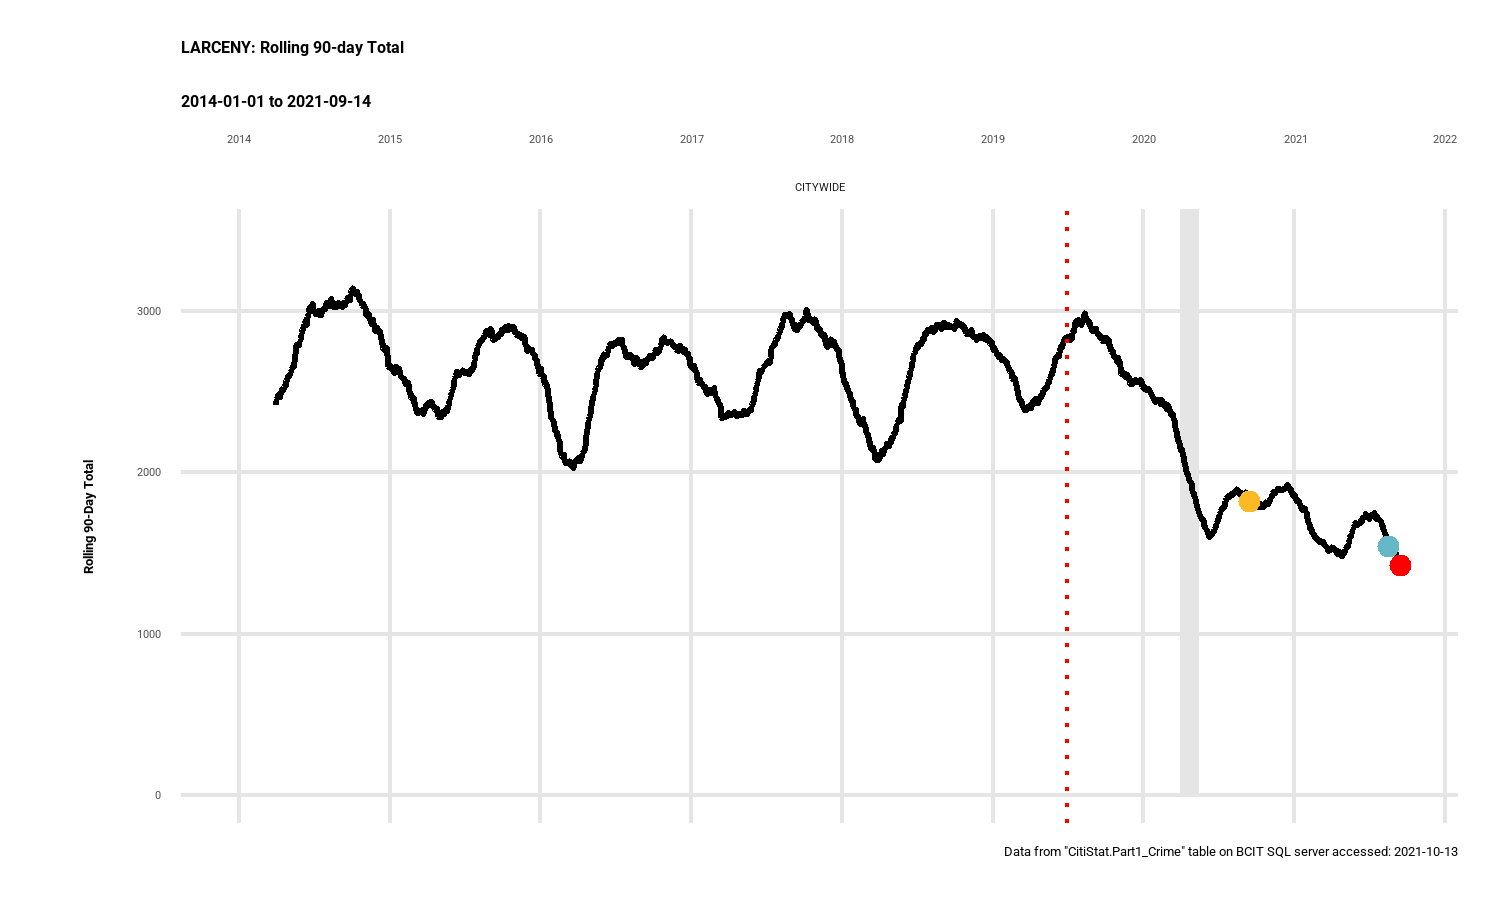 LARCENY: Rolling 90-day Total
2014-01-01 to 2021-09-14
2014 2015 2016 2017 2018 2019 2020 2021 2022
CITYWIDE
3000
2000
1000
0
Rolling 90-Day Total
Data from "CitiStat.Part1_Crime" table on BCIT SQL server accessed: 2021-10-13